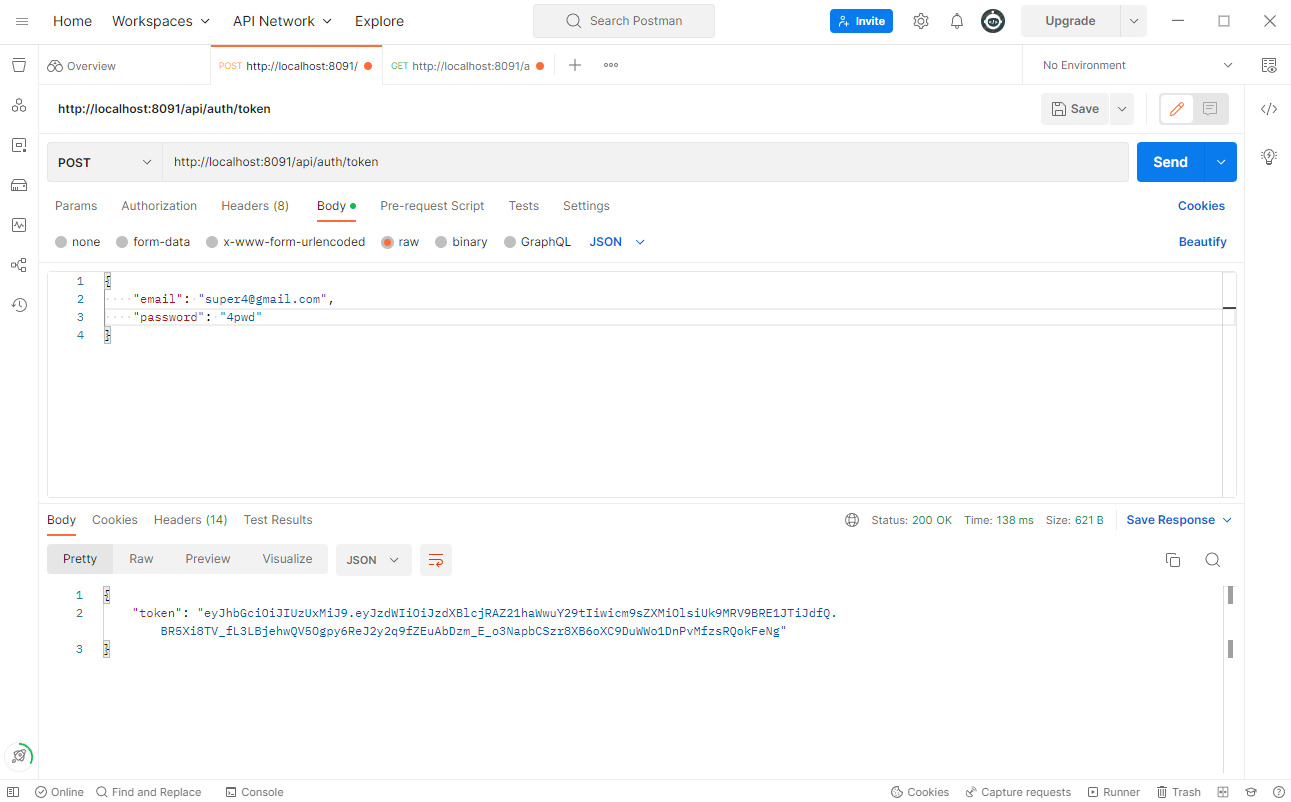 Home Workspaces API Network Explore Search Postman Invite Upgrade
Overview POST http://localhost:8091/ GET http://localhost:8091/a No Environment
http://localhost:8091/api/auth/token Save
POST http://localhost:8091/api/auth/token Send
Params Authorization Headers (8) Body Pre-request Script Tests Settings Cookies
none form-data x-www-form-urlencoded raw binary GraphQL JSON Beautify
1 {
2 "email": "super4@gmail.com",
3 "password": "4pwd"
4 }
Body Cookies Headers (14) Test Results Status: 200 OK Time: 138 ms Size: 621 B Save Response
Pretty Raw Preview Visualize JSON
1 {
2 "token": "eyJhbGciOiJIUzUxMiJ9.eyJzdWIiOiJzdXBlcjRAZ21haWwuY29tIiwicm9sZXMiOlsiUk9MRV9BRE1JTiJdfQ.
BR5Xi8TV_fL3LBjehwQV5Ogpy6ReJ2y2q9fZEuAbDzm_E_o3NapbCSzr8XB6oXC9DuWWo1DnPvMfzsRQokFeNg"
3 }
Online Find and Replace Console Cookies Capture requests Runner Trash